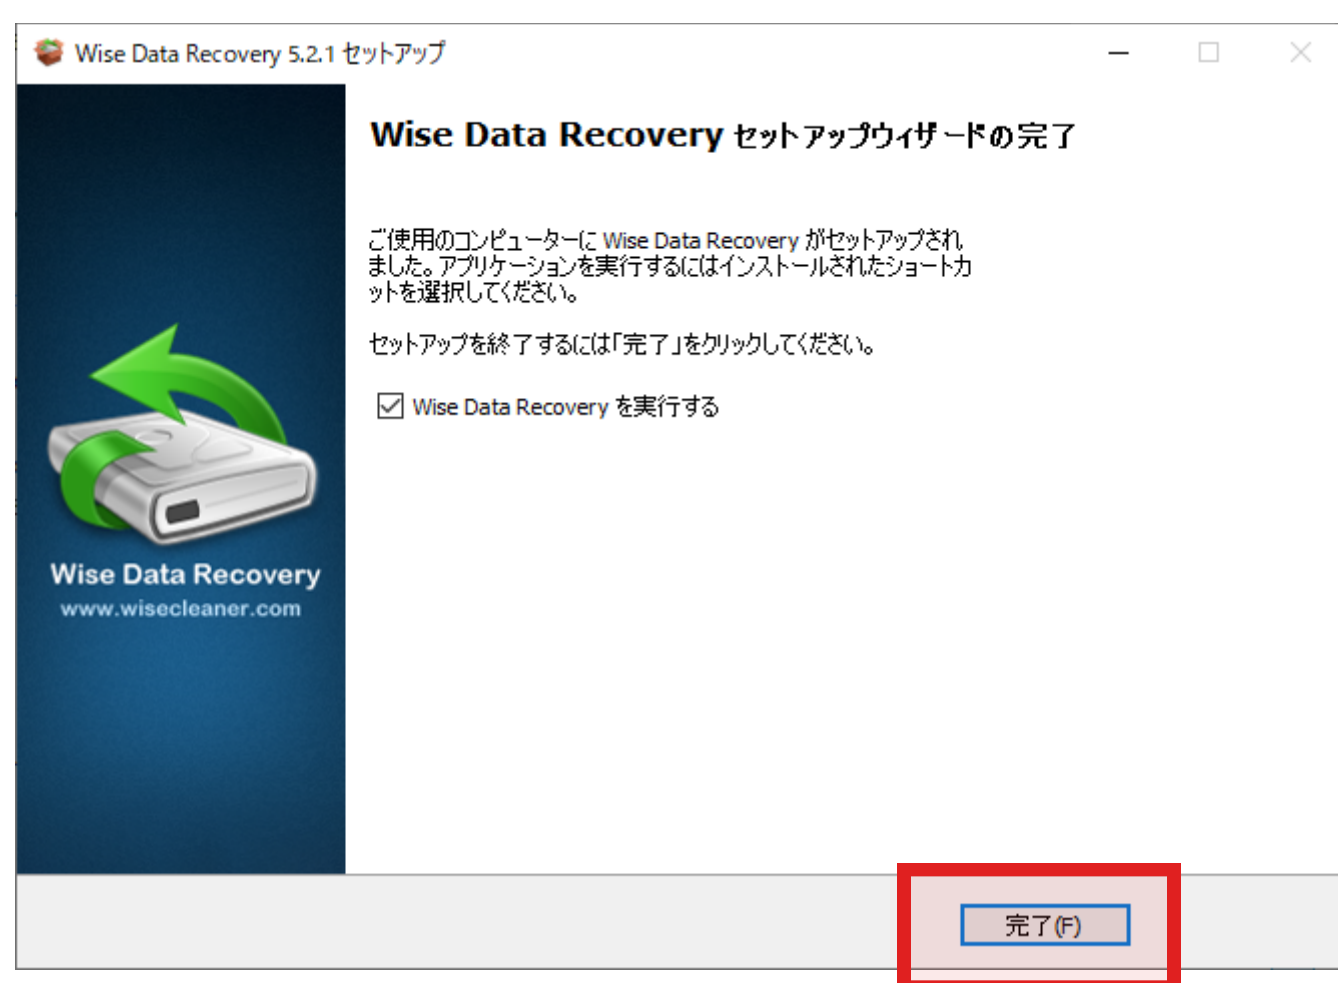 Wise Data Recovery 5.2.1 セットアップ
Wise Data Recovery セットアップウィザードの完了
ご使用のコンピューターに Wise Data Recovery がセットアップされ
ました。アプリケーションを実行するにはインストールされたショートカ
ットを選択してください。
セットアップを終了するには「完了」をクリックしてください。
Wise Data Recovery を実行する
Wise Data Recovery
www.wisecleaner.com
完了(F)